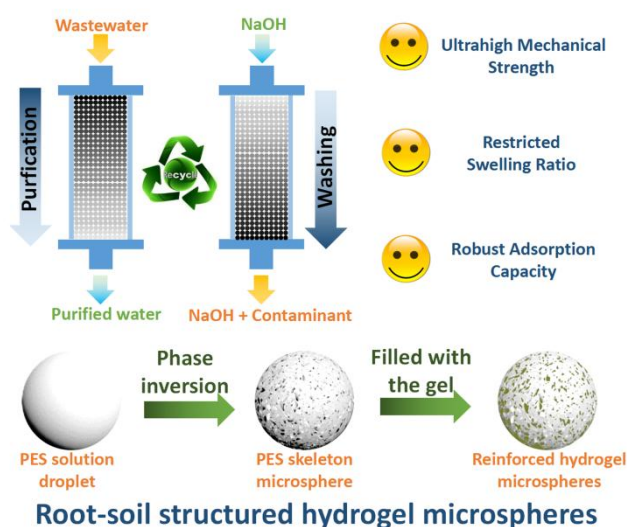 Wastewater
NaOH
Purfication
ecycle
Washing
Purified water
NaOH + Contaminant
Ultrahigh Mechanical
Strength
Restricted
Swelling Ratio
Robust Adsorption
Capacity
Phase
inversion
Filled with
the gel
PES solution
droplet
PES skeleton
microsphere
Reinforced hydrogel
microspheres
Root-soil structured hydrogel microspheres